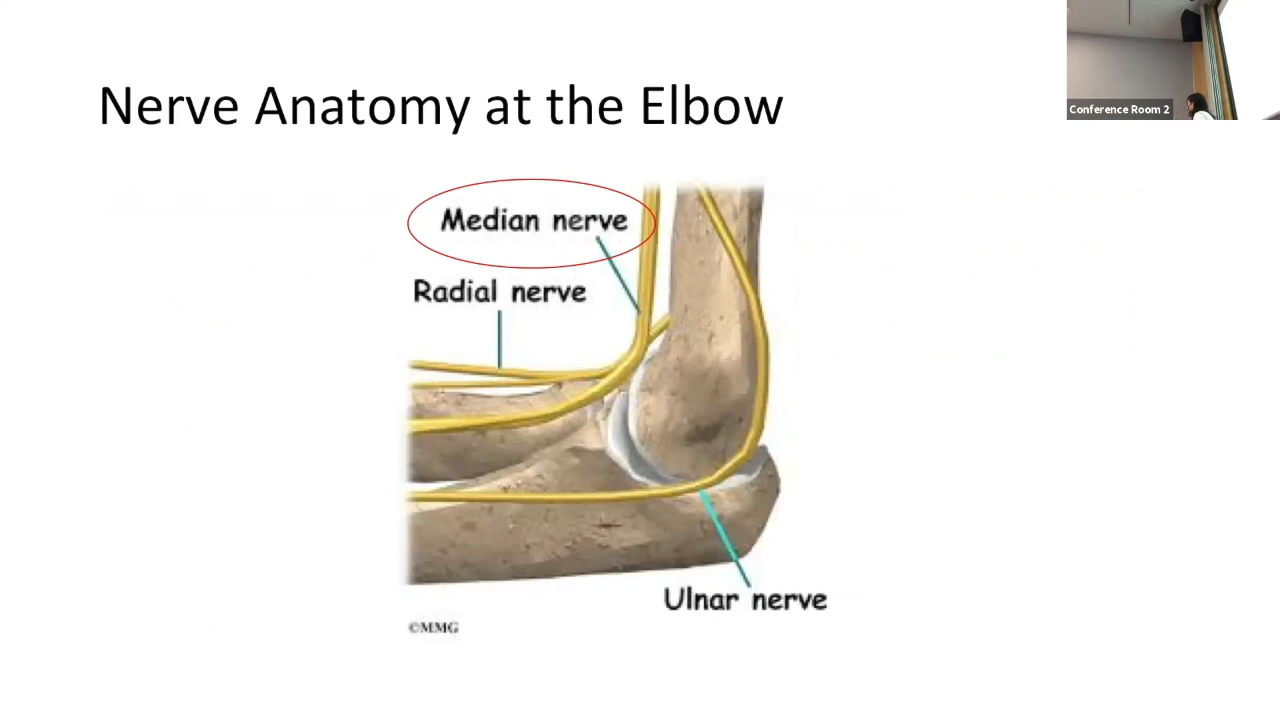 Conference Room 2
Nerve Anatomy at the Elbow
Median nerve
Radial nerve
Ulnar nerve
©MMG